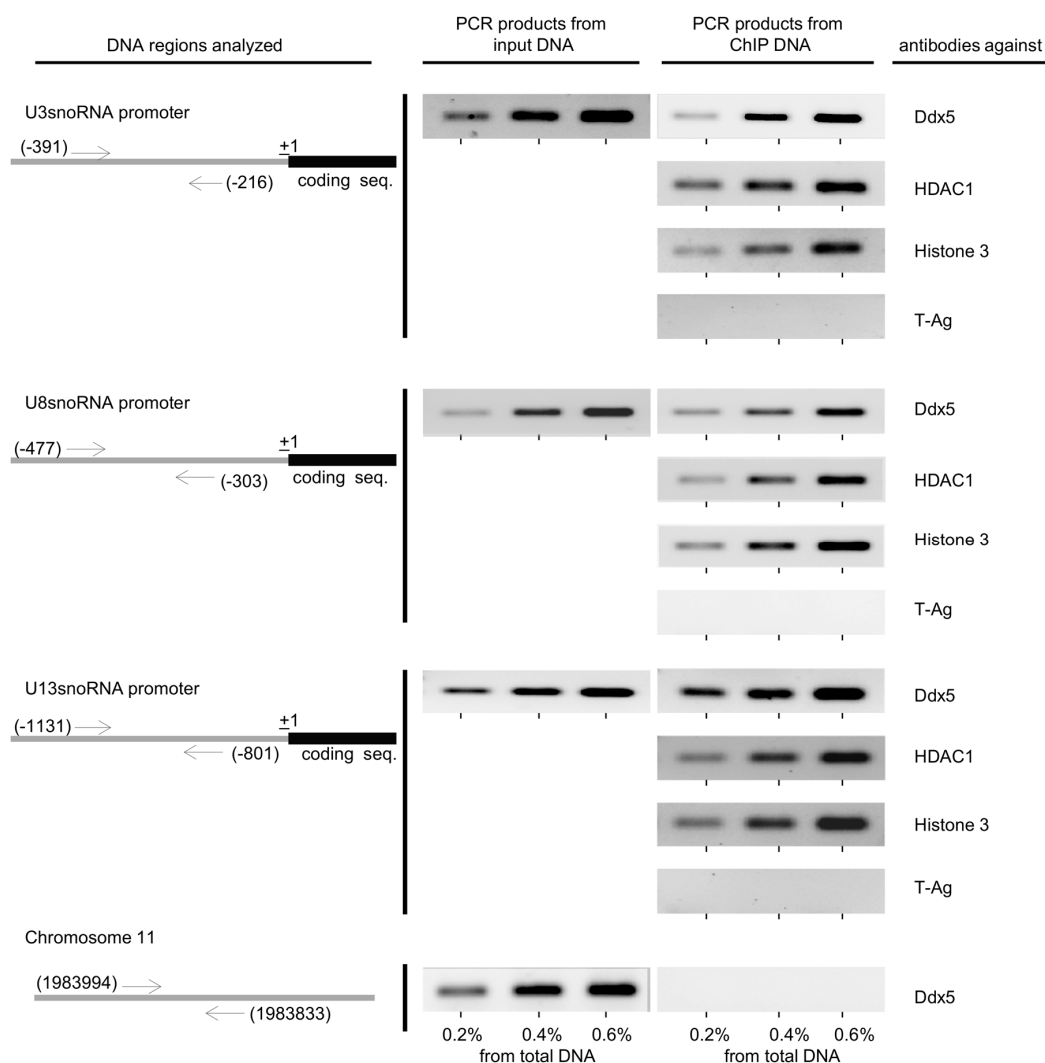 DNA regions analyzed
PCR products from
input DNA
PCR products from
ChIP DNA
antibodies against
U3snoRNA promoter
(-391)
+1
(-216)
coding seq.
Ddx5
HDAC1
Histone 3
T-Ag
U8snoRNA promoter
(-477)
+1
(-303)
coding seq.
Ddx5
HDAC1
Histone 3
T-Ag
U13snoRNA promoter
(-1131)
+1
(-801)
coding seq.
Ddx5
HDAC1
Histone 3
T-Ag
Chromosome 11
(1983994)
(1983833)
Ddx5
0.2% 0.4% 0.6%
from total DNA
0.2% 0.4% 0.6%
from total DNA